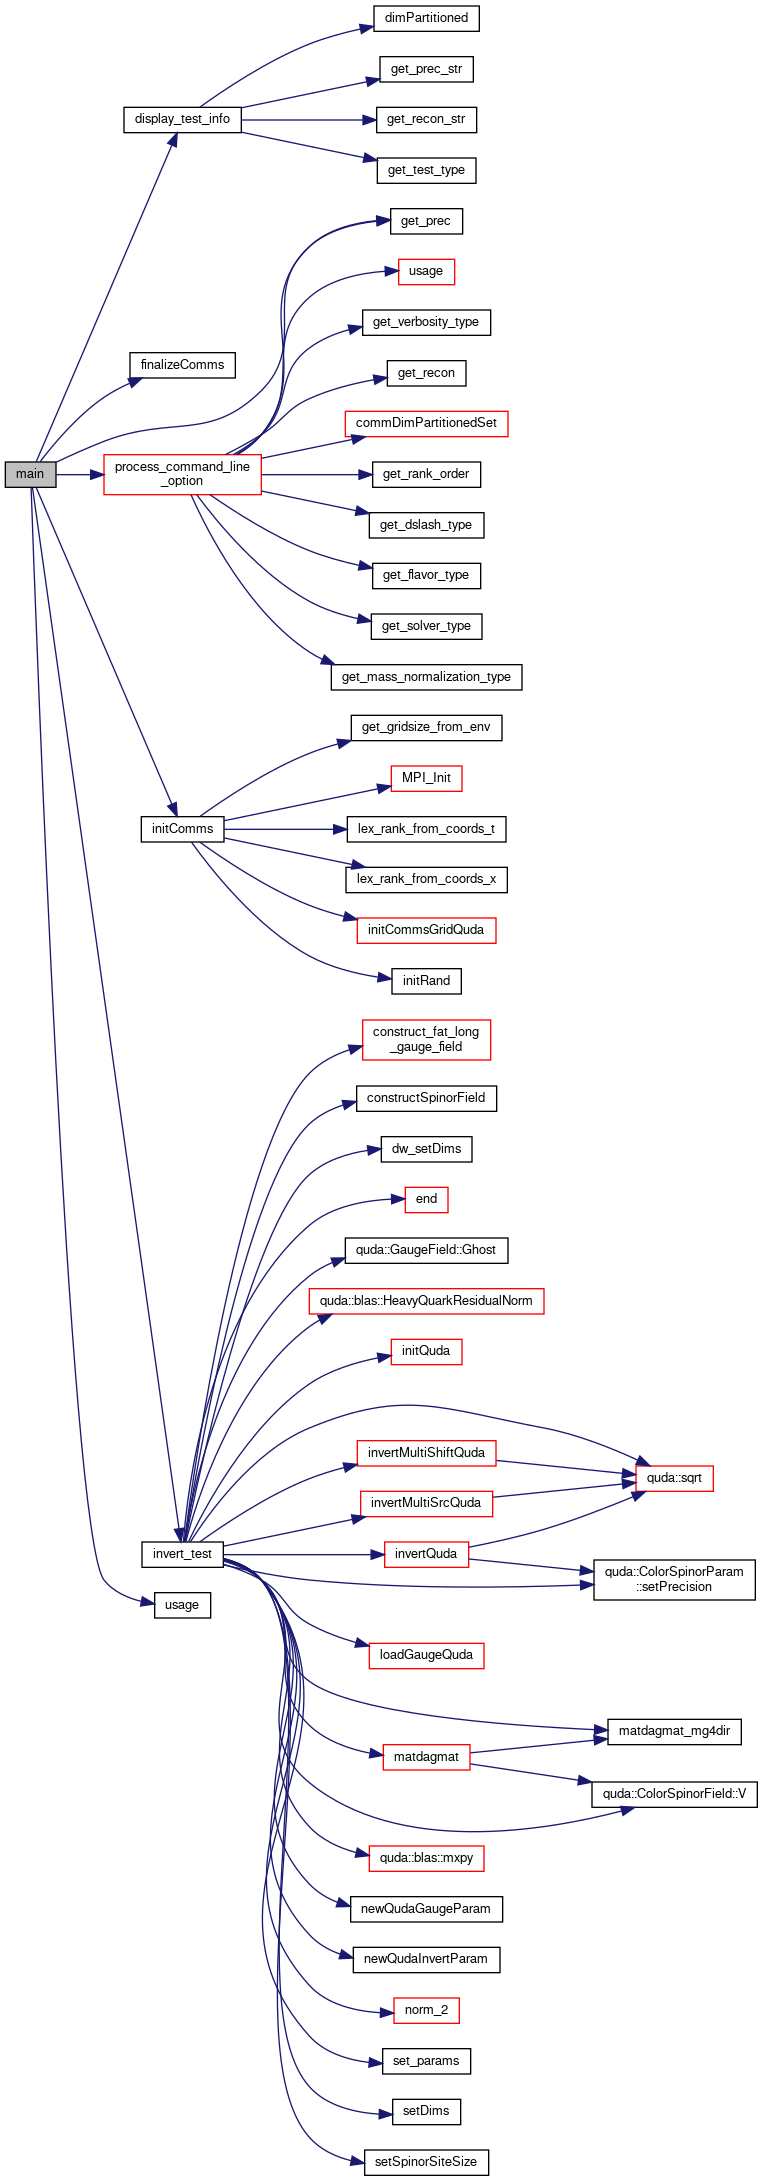 dimPartitioned
get_prec_str
display_test_info
get_recon_str
get_test_type
get_prec
usage
get_verbosity_type
finalizeComms
get_recon
commDimPartitionedSet
main
process_command_line
_option
get_rank_order
get_dslash_type
get_flavor_type
get_solver_type
get_mass_normalization_type
get_gridsize_from_env
MPI_Init
initComms
lex_rank_from_coords_t
lex_rank_from_coords_x
initCommsGridQuda
initRand
construct_fat_long
_gauge_field
constructSpinorField
dw_setDims
end
quda::GaugeField::Ghost
quda::blas::HeavyQuarkResidualNorm
initQuda
invertMultiShiftQuda
quda::sqrt
invertMultiSrcQuda
invert_test
invertQuda
quda::ColorSpinorParam
::setPrecision
usage
loadGaugeQuda
matdagmat_mg4dir
matdagmat
quda::ColorSpinorField::V
quda::blas::mxpy
newQudaGaugeParam
newQudaInvertParam
norm_2
set_params
setDims
setSpinorSiteSize